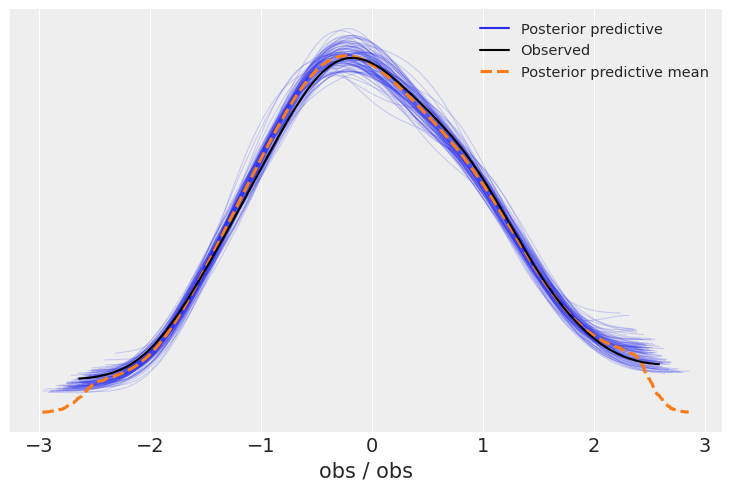 Posterior predictive
Observed
Posterior predictive mean
−3 −2 −1 0 1 2 3
obs / obs